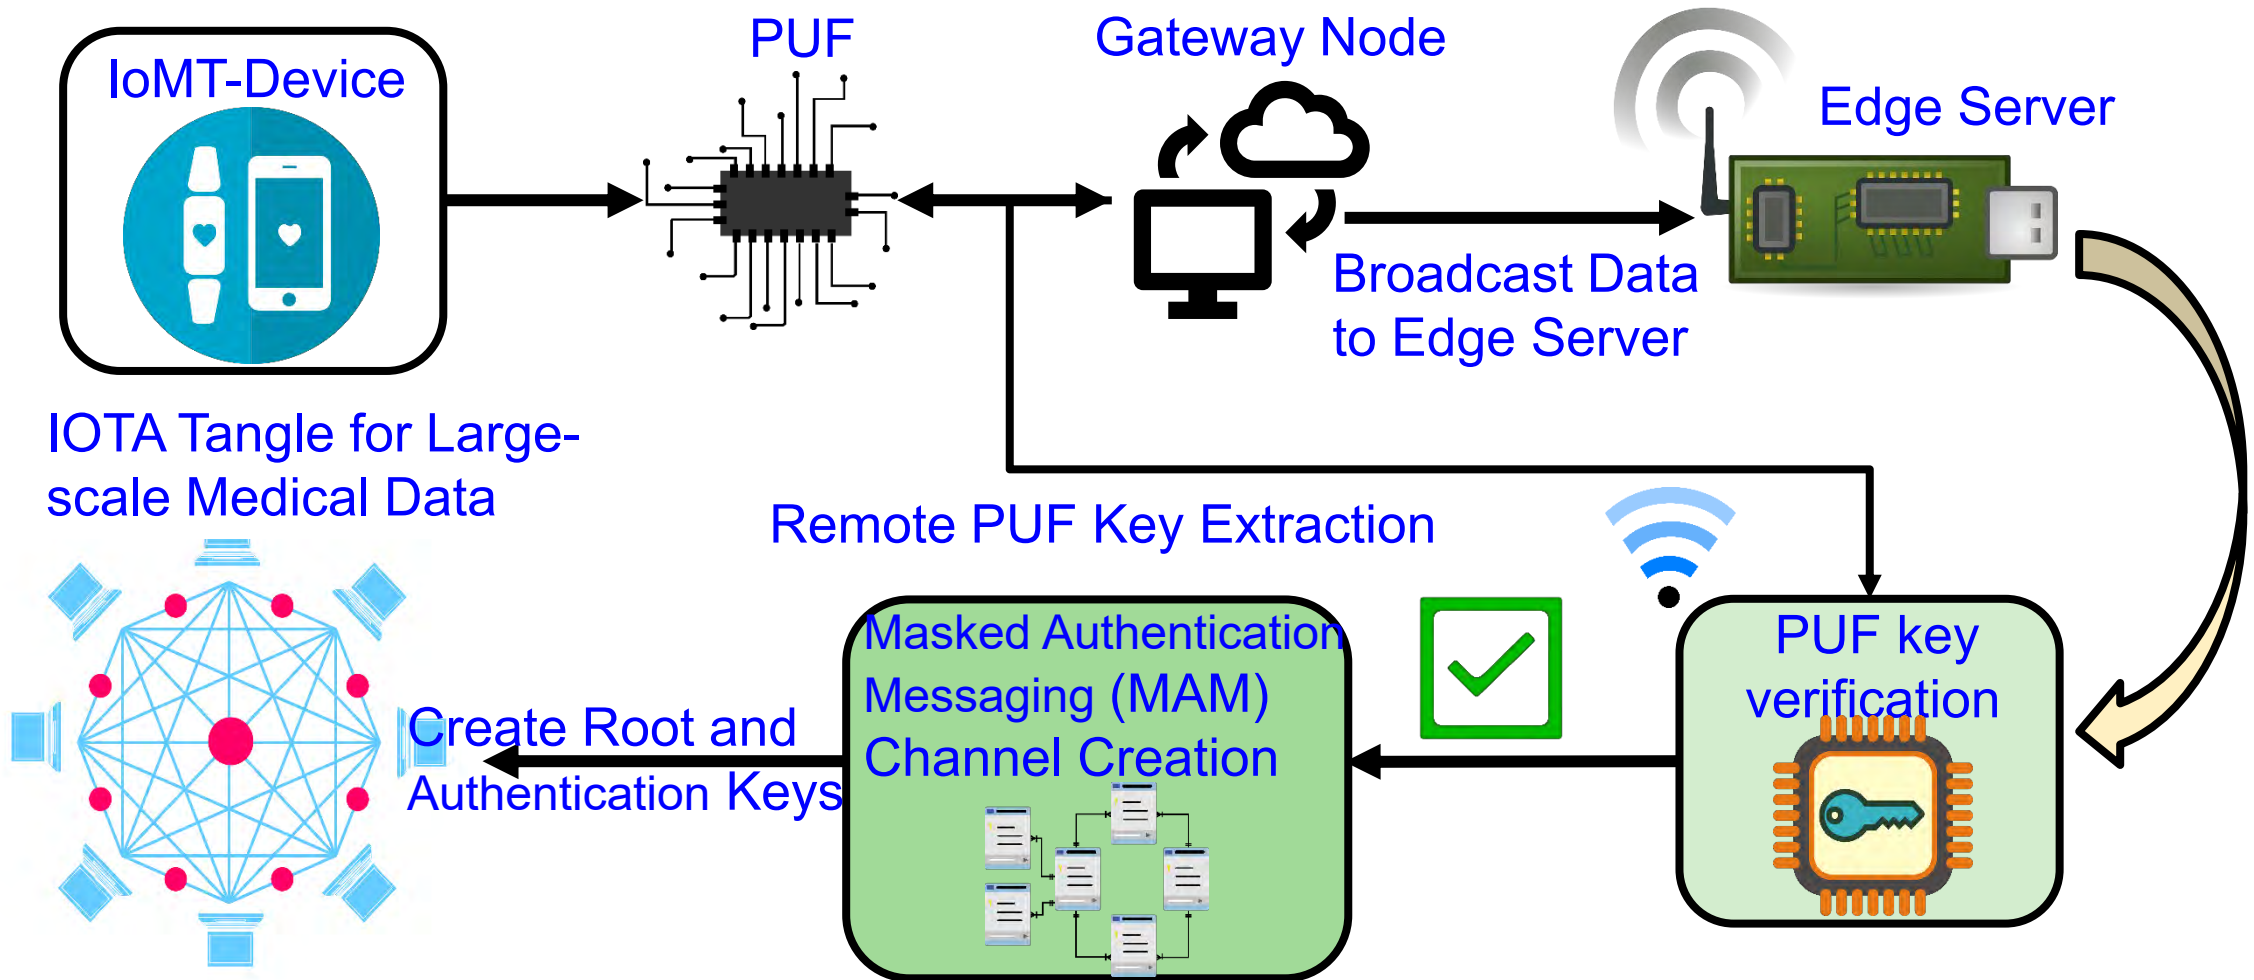 IoMT-Device
PUF
Gateway Node
Edge Server
Broadcast Data
to Edge Server
IOTA Tangle for Large-
scale Medical Data
Remote PUF Key Extraction
Masked Authentication
Messaging (MAM)
Channel Creation
PUF key
verification
Create Root and
Authentication Keys